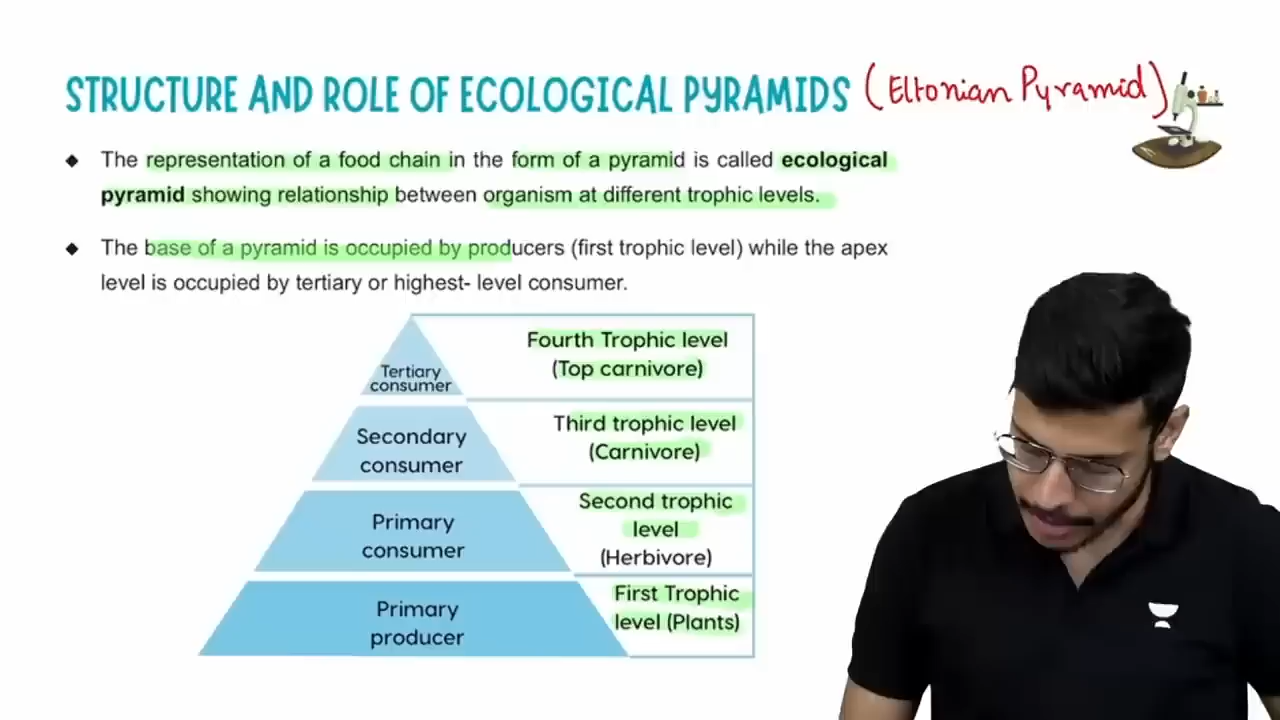 STRUCTURE AND ROLE OF ECOLOGICAL PYRAMIDS (Eltonian Pyramid)
◆ The representation of a food chain in the form of a pyramid is called ecological
pyramid showing relationship between organism at different trophic levels.
◆ The base of a pyramid is occupied by producers (first trophic level) while the apex
level is occupied by tertiary or highest- level consumer.
Fourth Trophic level
(Top carnivore)
Tertiary
consumer
Third trophic level
(Carnivore)
Secondary
consumer
Second trophic
level
(Herbivore)
Primary
consumer
First Trophic
level (Plants)
Primary
producer